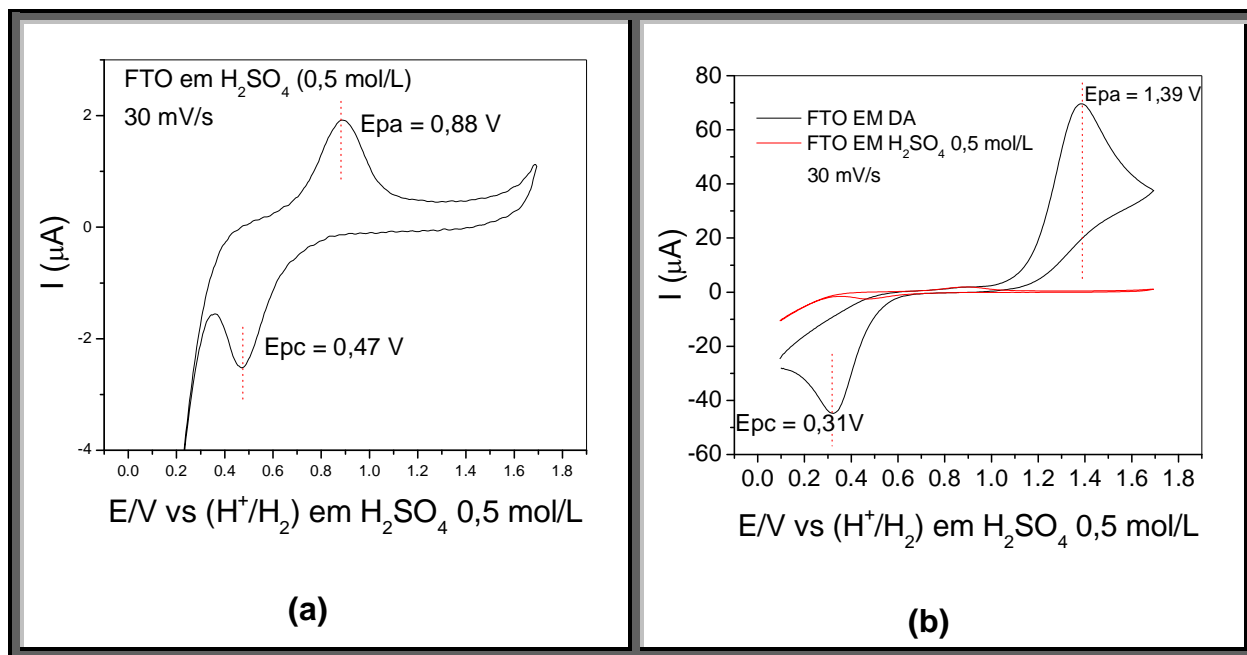 FTO em H₂SO₄ (0,5 mol/L)
30 mV/s
Epa = 0,88 V
Epc = 0,47 V
2
0
-2
-4
I (μA)
0.0 0.2 0.4 0.6 0.8 1.0 1.2 1.4 1.6 1.8
E/V vs (H⁺/H₂) em H₂SO₄ 0,5 mol/L
(a)
Epa = 1,39 V
FTO EM DA
FTO EM H₂SO₄ 0,5 mol/L
30 mV/s
Epc = 0,31V
80
60
40
20
0
-20
-40
-60
I (μA)
0.0 0.2 0.4 0.6 0.8 1.0 1.2 1.4 1.6 1.8
E/V vs (H⁺/H₂) em H₂SO₄ 0,5 mol/L
(b)